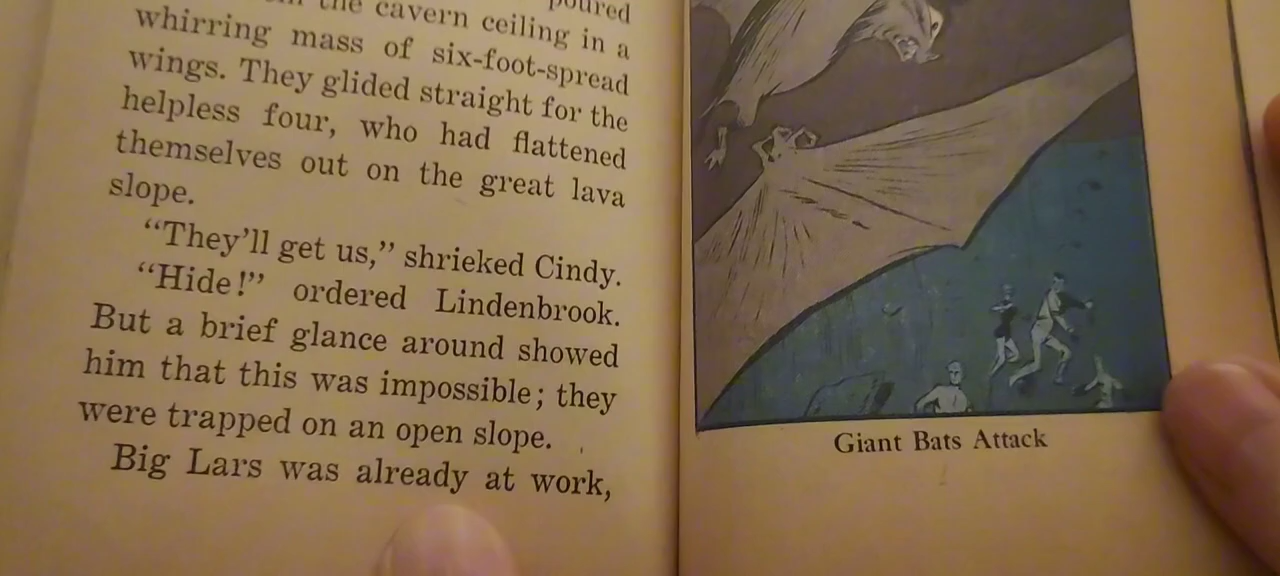 poured
the cavern ceiling in a
whirring mass of six-foot-spread
wings. They glided straight for the
helpless four, who had flattened
themselves out on the great lava
slope.
“They’ll get us,” shrieked Cindy.
“Hide!” ordered Lindenbrook.
But a brief glance around showed
him that this was impossible; they
were trapped on an open slope.
Big Lars was already at work,
Giant Bats Attack